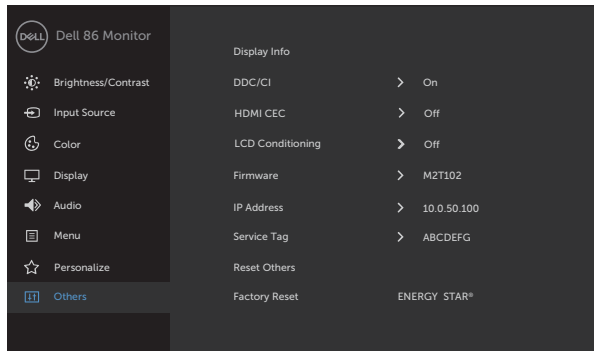 DELL Dell 86 Monitor
Brightness/Contrast
Input Source
Color
Display
Audio
Menu
Personalize
Others
Display Info
DDC/CI > On
HDMI CEC > Off
LCD Conditioning > Off
Firmware > M2T102
IP Address > 10.0.50.100
Service Tag > ABCDEFG
Reset Others
Factory Reset ENERGY STAR®